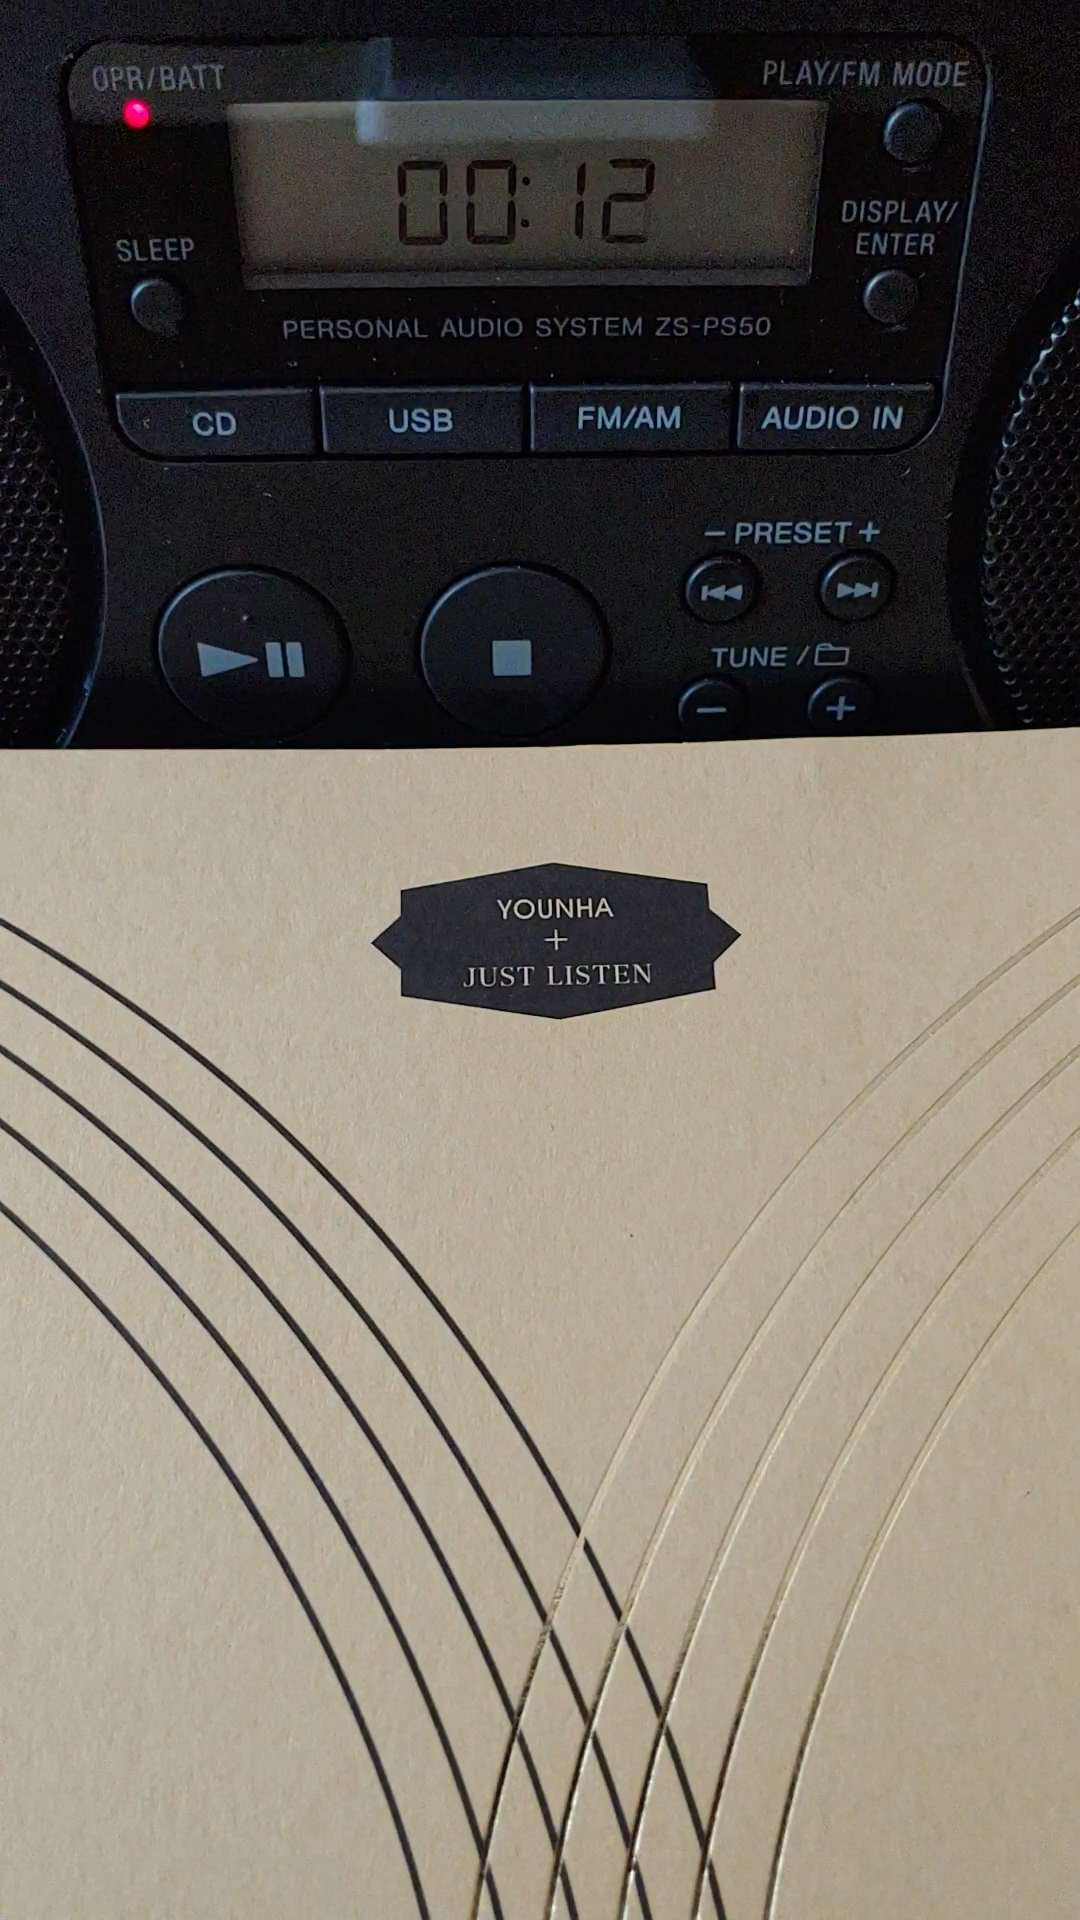 OPR/BATT
PLAY/FM MODE
00:12
SLEEP
DISPLAY/
ENTER
PERSONAL AUDIO SYSTEM ZS-PS50
CD
USB
FM/AM
AUDIO IN
– PRESET +
TUNE /
YOUNHA
+
JUST LISTEN